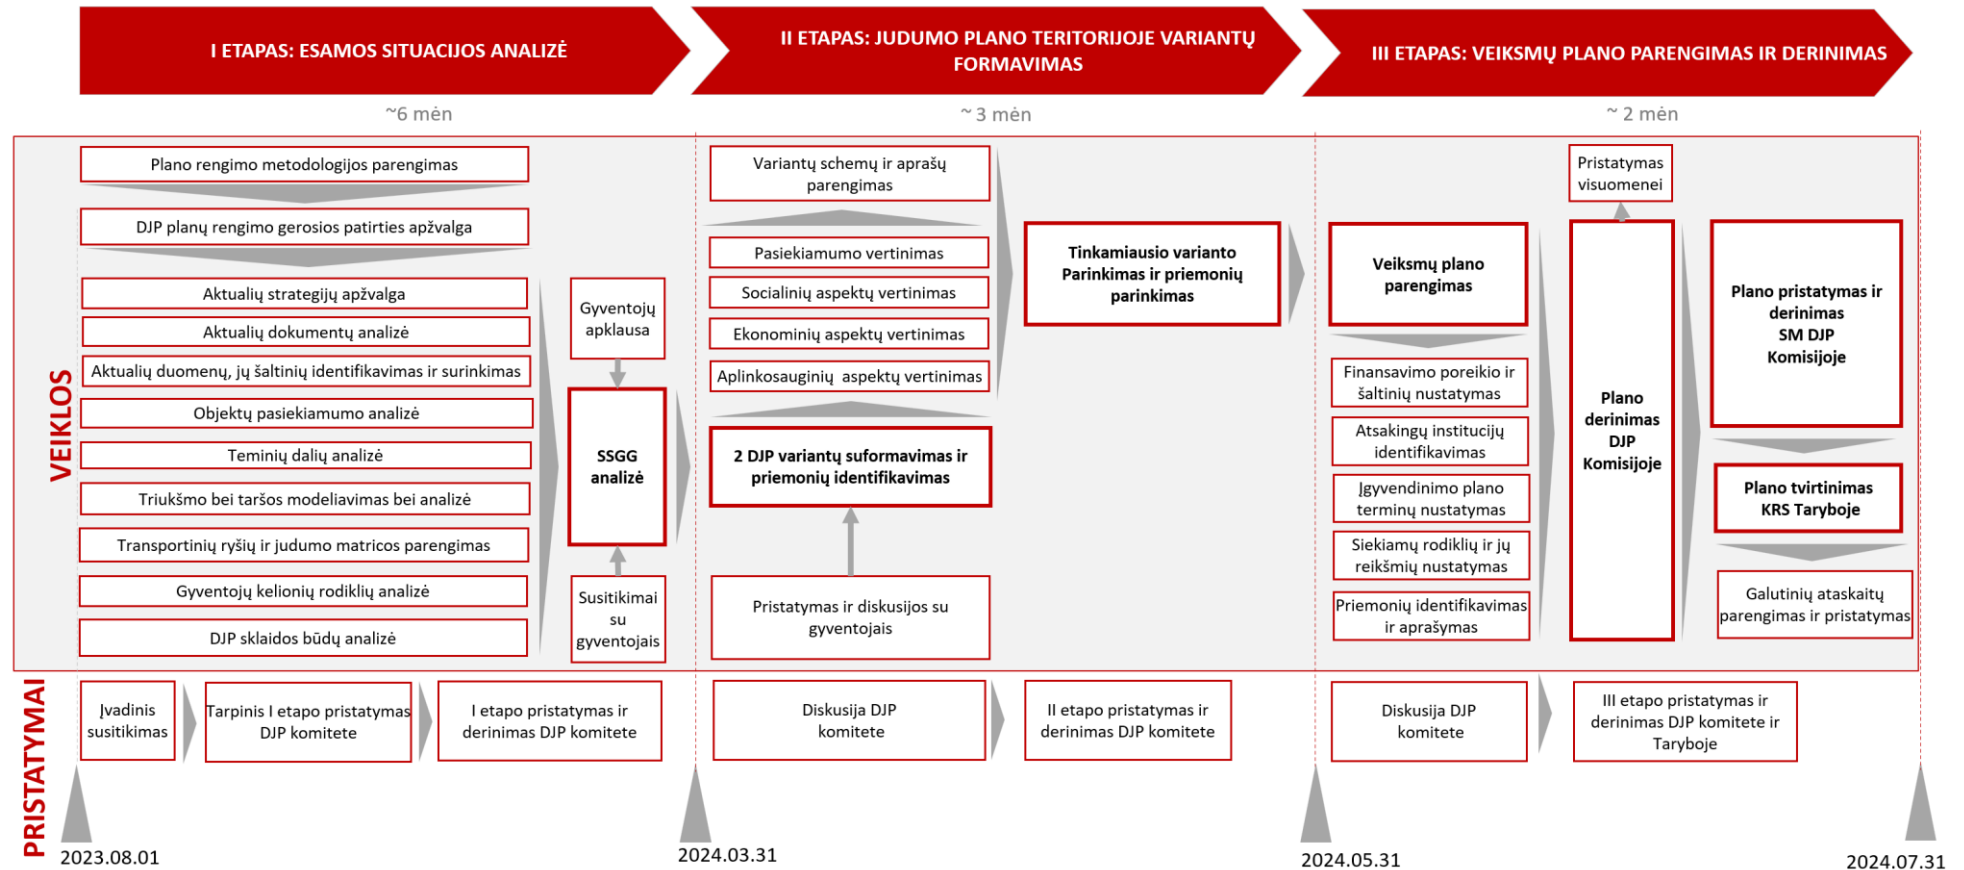 I ETAPAS: ESAMOS SITUACIJOS ANALIZĖ
II ETAPAS: JUDUMO PLANO TERITORIJOJE VARIANTŲ
FORMAVIMAS
III ETAPAS: VEIKSMŲ PLANO PARENGIMAS IR DERINIMAS
~6 mėn
~ 3 mėn
~ 2 mėn
VEIKLOS
Plano rengimo metodologijos parengimas
DJP planų rengimo gerosios patirties apžvalga
Aktualių strategijų apžvalga
Aktualių dokumentų analizė
Aktualių duomenų, jų šaltinių identifikavimas ir surinkimas
Objektų pasiekiamumo analizė
Teminių dalių analizė
Triukšmo bei taršos modeliavimas bei analizė
Transportinių ryšių ir judumo matricos parengimas
Gyventojų kelionių rodiklių analizė
DJP sklaidos būdų analizė
Gyventojų
apklausa
SSGG
analizė
Susitikimai
su
gyventojais
Variantų schemų ir aprašų
parengimas
Pasiekiamumo vertinimas
Socialinių aspektų vertinimas
Ekonominių aspektų vertinimas
Aplinkosauginių aspektų vertinimas
2 DJP variantų suformavimas ir
priemonių identifikavimas
Pristatymas ir diskusijos su
gyventojais
Tinkamiausio varianto
Parinkimas ir priemonių
parinkimas
Veiksmų plano
parengimas
Finansavimo poreikio ir
šaltinių nustatymas
Atsakingų institucijų
identifikavimas
Įgyvendinimo plano
terminų nustatymas
Siekiamų rodiklių ir jų
reikšmių nustatymas
Priemonių identifikavimas
ir aprašymas
Pristatymas
visuomenei
Plano
derinimas
DJP
Komisijoje
Plano pristatymas ir
derinimas
SM DJP
Komisijoje
Plano tvirtinimas
KRS Taryboje
Galutinių ataskaitų
parengimas ir pristatymas
PRISTATYMAI
Įvadinis
susitikimas
Tarpinis I etapo pristatymas
DJP komitete
I etapo pristatymas ir
derinimas DJP komitete
Diskusija DJP
komitete
II etapo pristatymas ir
derinimas DJP komitete
Diskusija DJP
komitete
III etapo pristatymas ir
derinimas DJP komitete ir
Taryboje
2023.08.01
2024.03.31
2024.05.31
2024.07.31